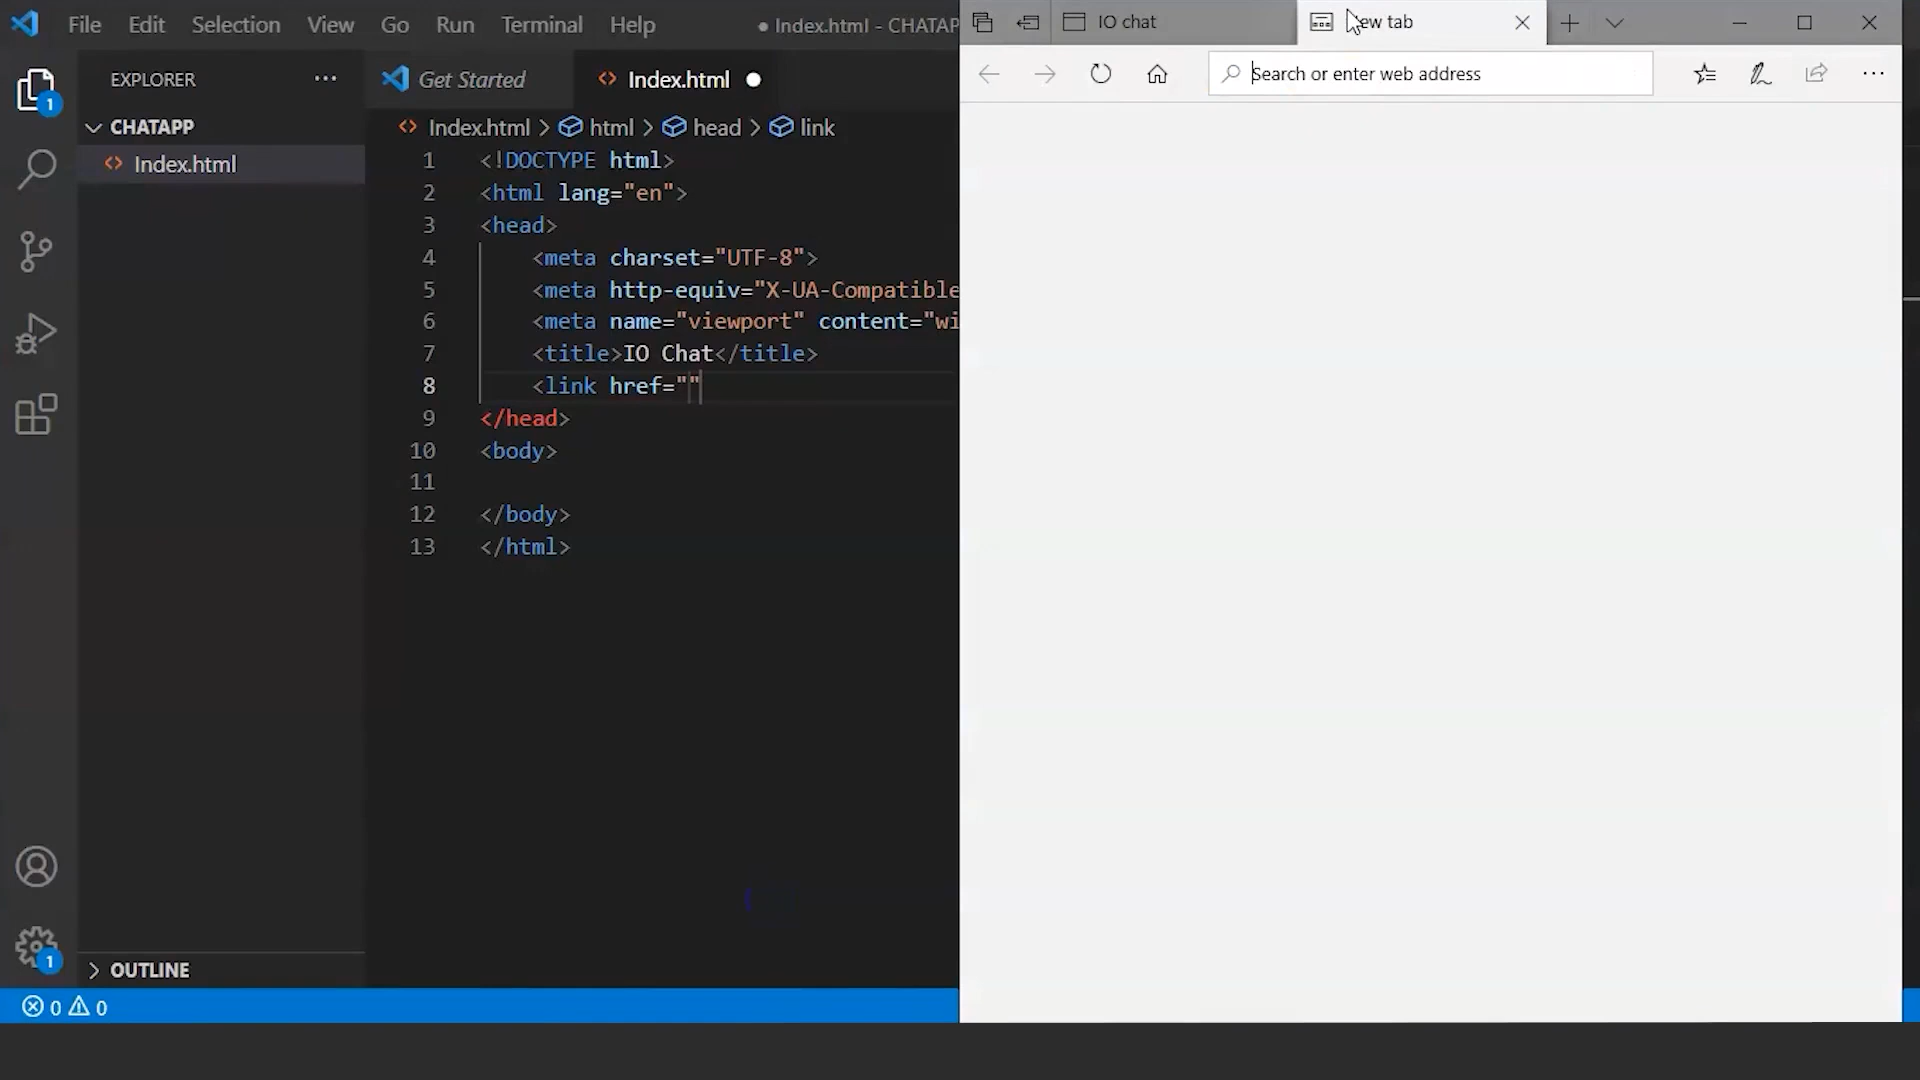 File Edit Selection View Go Run Terminal Help ● Index.html - CHATAP
IO chat
ew tab
Search or enter web address
EXPLORER
Get Started
Index.html
CHATAPP
Index.html
Index.html > html > head > link
1 <!DOCTYPE html>
2 <html lang="en">
3 <head>
4 <meta charset="UTF-8">
5 <meta http-equiv="X-UA-Compatible
6 <meta name="viewport" content="wi
7 <title>IO Chat</title>
8 <link href=""
9 </head>
10 <body>
11
12 </body>
13 </html>
1
1
OUTLINE
0 0